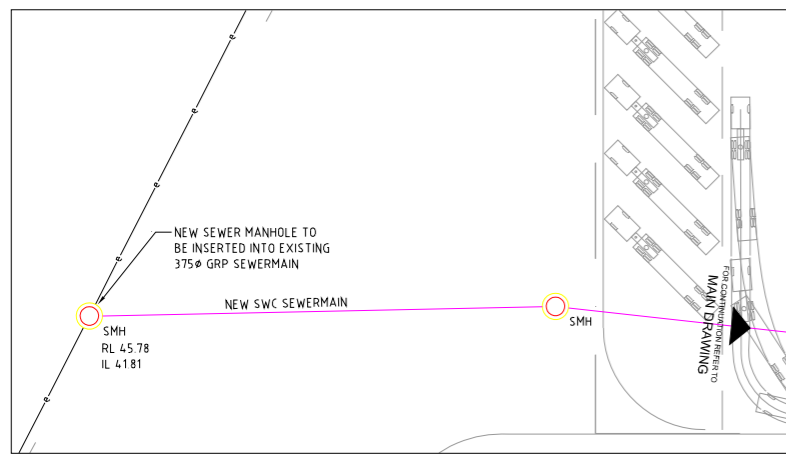 e
e
e
e
e
NEW SEWER MANHOLE TO
BE INSERTED INTO EXISTING
375ø GRP SEWERMAIN
NEW SWC SEWERMAIN
SMH
RL 45.78
IL 41.81
SMH
FOR CONTINUATION REFER TO
MAIN DRAWING